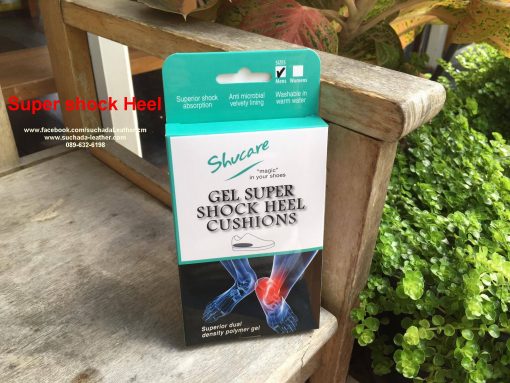 SIZES
Mens Womens
Superior shock
absorption
Anti microbial
velvety lining
Washable in
warm water
Super shock Heel
www.facebook.com/suchadaLeather.cm
www.suchada-leather.com
089-632-6198
Shucare
"magic"
in your shoes
GEL SUPER
SHOCK HEEL
CUSHIONS
Superior dual
density polymer gel